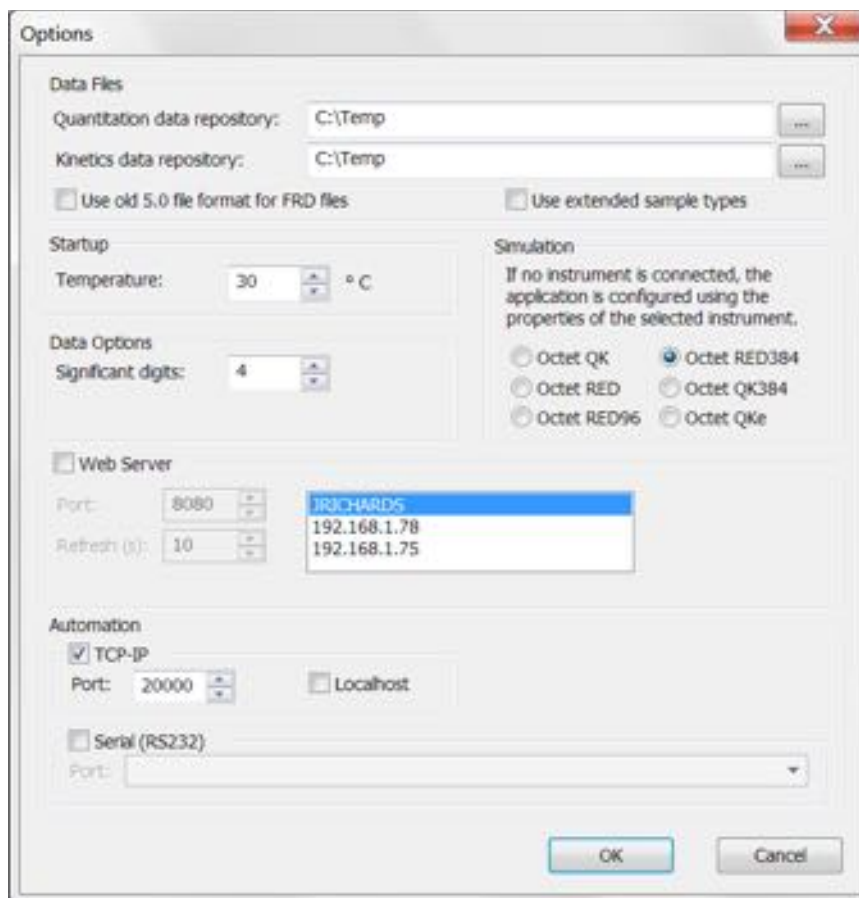 Options
Data Files
Quantitation data repository: C:\Temp ...
Kinetics data repository: C:\Temp ...
Use old 5.0 file format for FRD files Use extended sample types
Startup
Temperature: 30 º C
Simulation
If no instrument is connected, the
application is configured using the
properties of the selected instrument.
Data Options
Significant digits: 4
Octet QK Octet RED384
Octet RED Octet QK384
Octet RED96 Octet QKe
Web Server
Port: 8080
Refresh (s): 10
JRICHARDS
192.168.1.78
192.168.1.75
Automation
TCP-IP
Port: 20000 Localhost
Serial (RS232)
Port:
OK Cancel